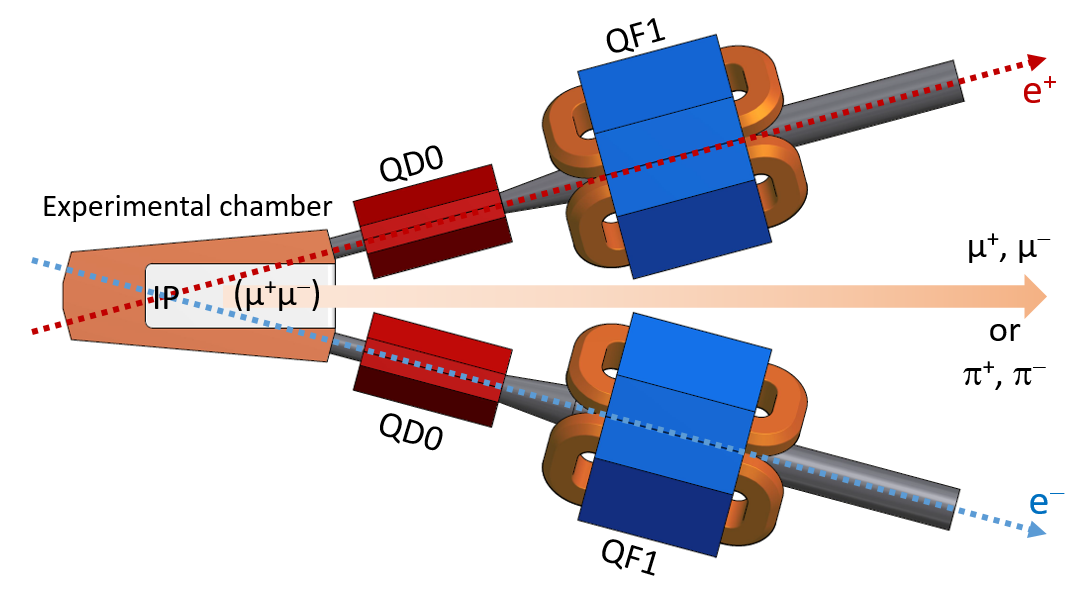 QF1
e⁺
QD0
Experimental chamber
μ⁺, μ⁻
IP
(μ⁺μ⁻)
or
π⁺, π⁻
QD0
e⁻
QF1